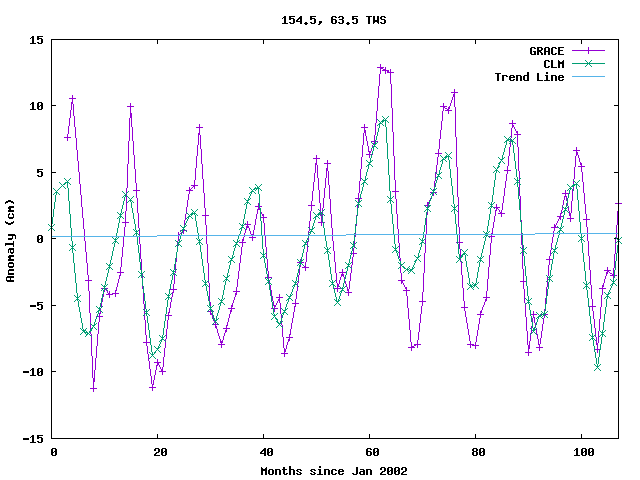 154.5, 63.5 TWS
GRACE
CLM
Trend Line
15
10
5
0
-5
-10
-15
Anomaly (cm)
0 20 40 60 80 100
Months since Jan 2002